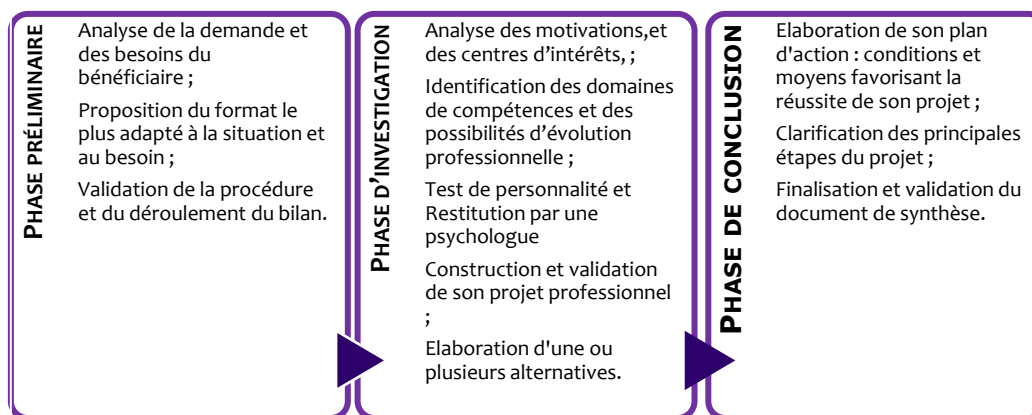 PHASE PRÉLIMINAIRE
Analyse de la demande et
des besoins du
bénéficiaire ;
Proposition du format le
plus adapté à la situation et
au besoin ;
Validation de la procédure
et du déroulement du bilan.
PHASE D’INVESTIGATION
Analyse des motivations,et
des centres d’intérêts, ;
Identification des domaines
de compétences et des
possibilités d’évolution
professionnelle ;
Test de personnalité et
Restitution par une
psychologue
Construction et validation
de son projet professionnel
;
Elaboration d'une ou
plusieurs alternatives.
PHASE DE CONCLUSION
Elaboration de son plan
d'action : conditions et
moyens favorisant la
réussite de son projet ;
Clarification des principales
étapes du projet ;
Finalisation et validation du
document de synthèse.